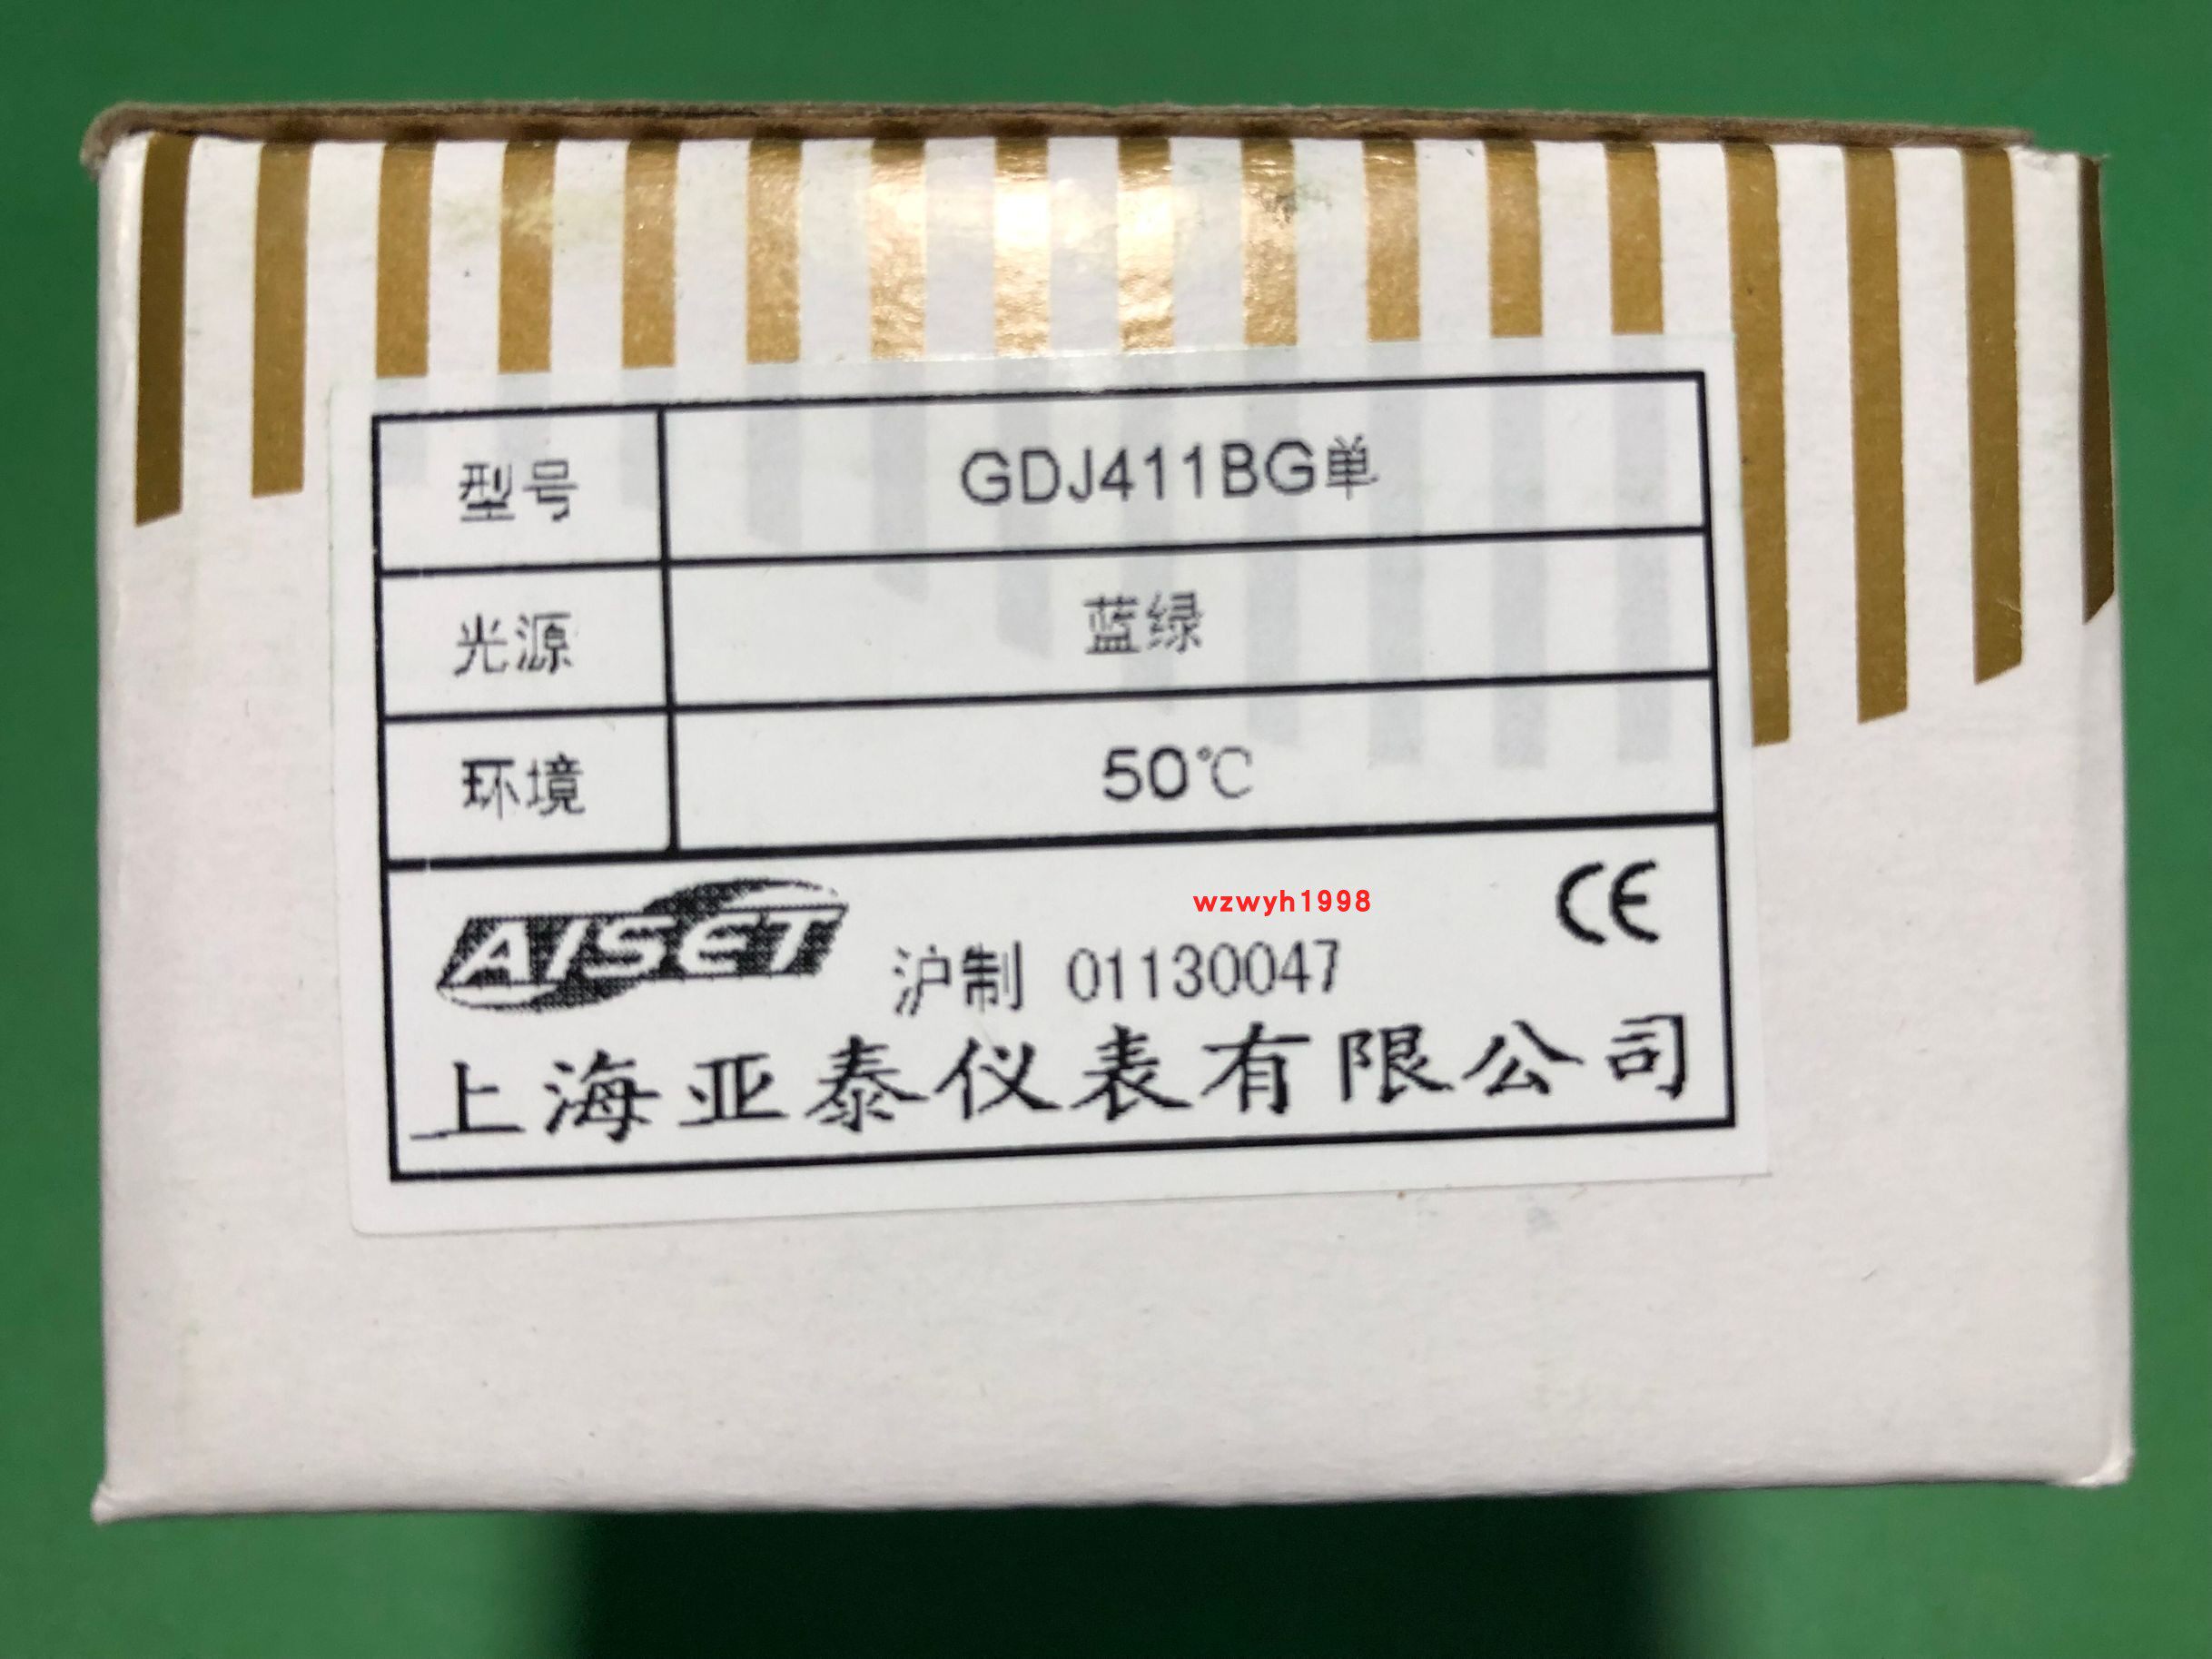 型号 GDJ411BG单
光源 蓝绿
环境 50℃
AISET
wzwyh1998
CE
沪制 01130047
上海亚泰仪表有限公司